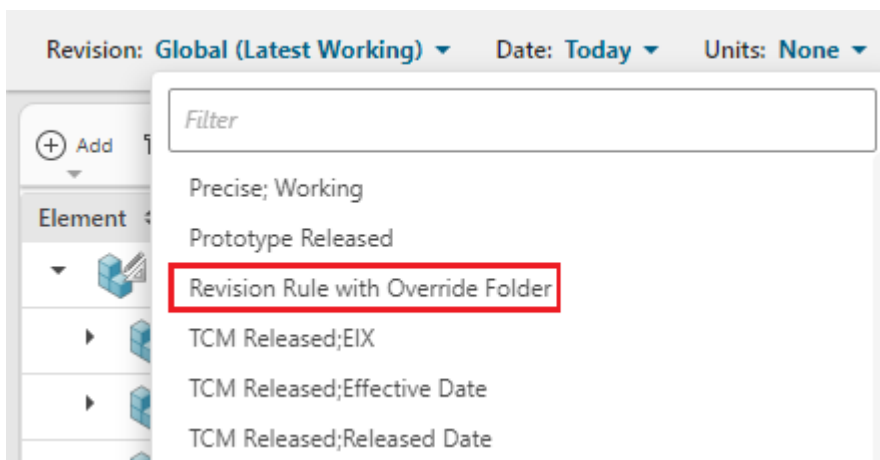 Revision: Global (Latest Working) Date: Today Units: None
Filter
Add
Precise; Working
Element
Prototype Released
Revision Rule with Override Folder
TCM Released;EIX
TCM Released;Effective Date
TCM Released;Released Date